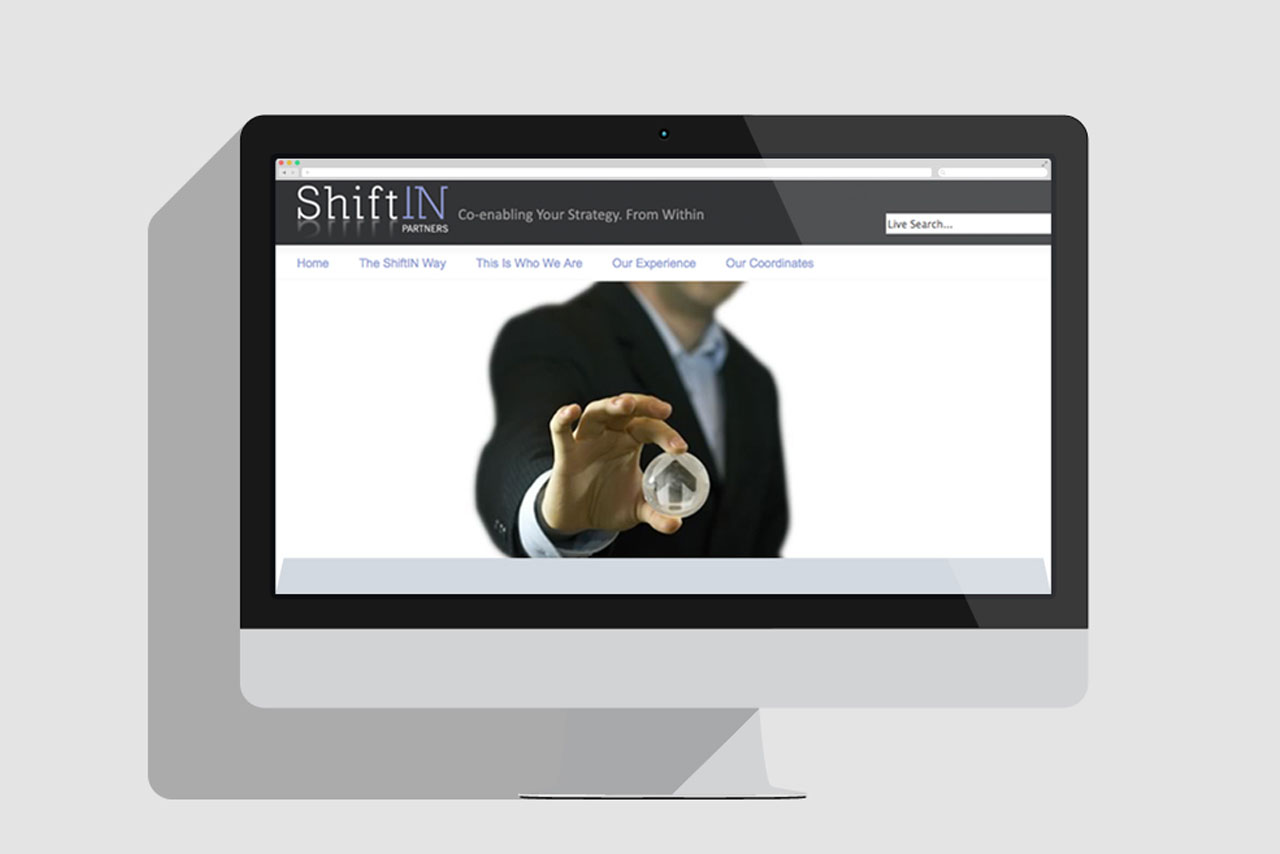 ShiftIN
PARTNERS
Co-enabling Your Strategy. From Within
Live Search...
Home The ShiftIN Way This Is Who We Are Our Experience Our Coordinates